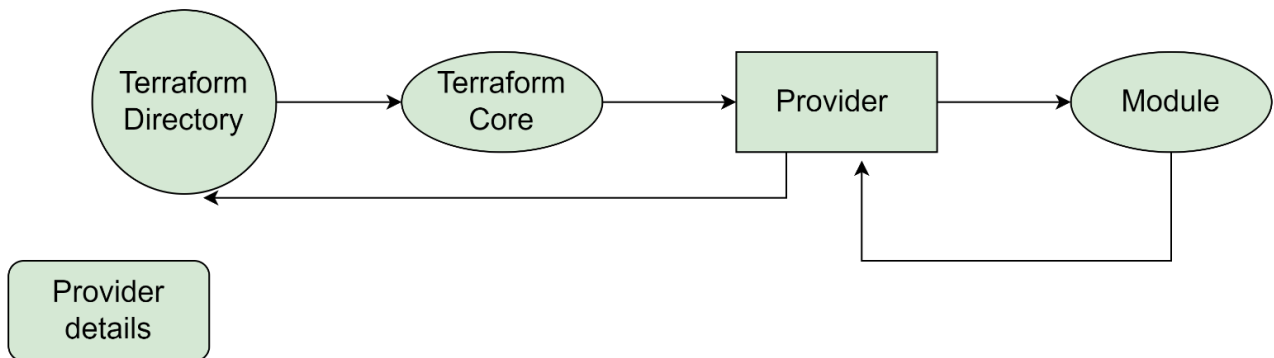 Terraform
Directory
Terraform
Core
Provider
Module
Provider
details